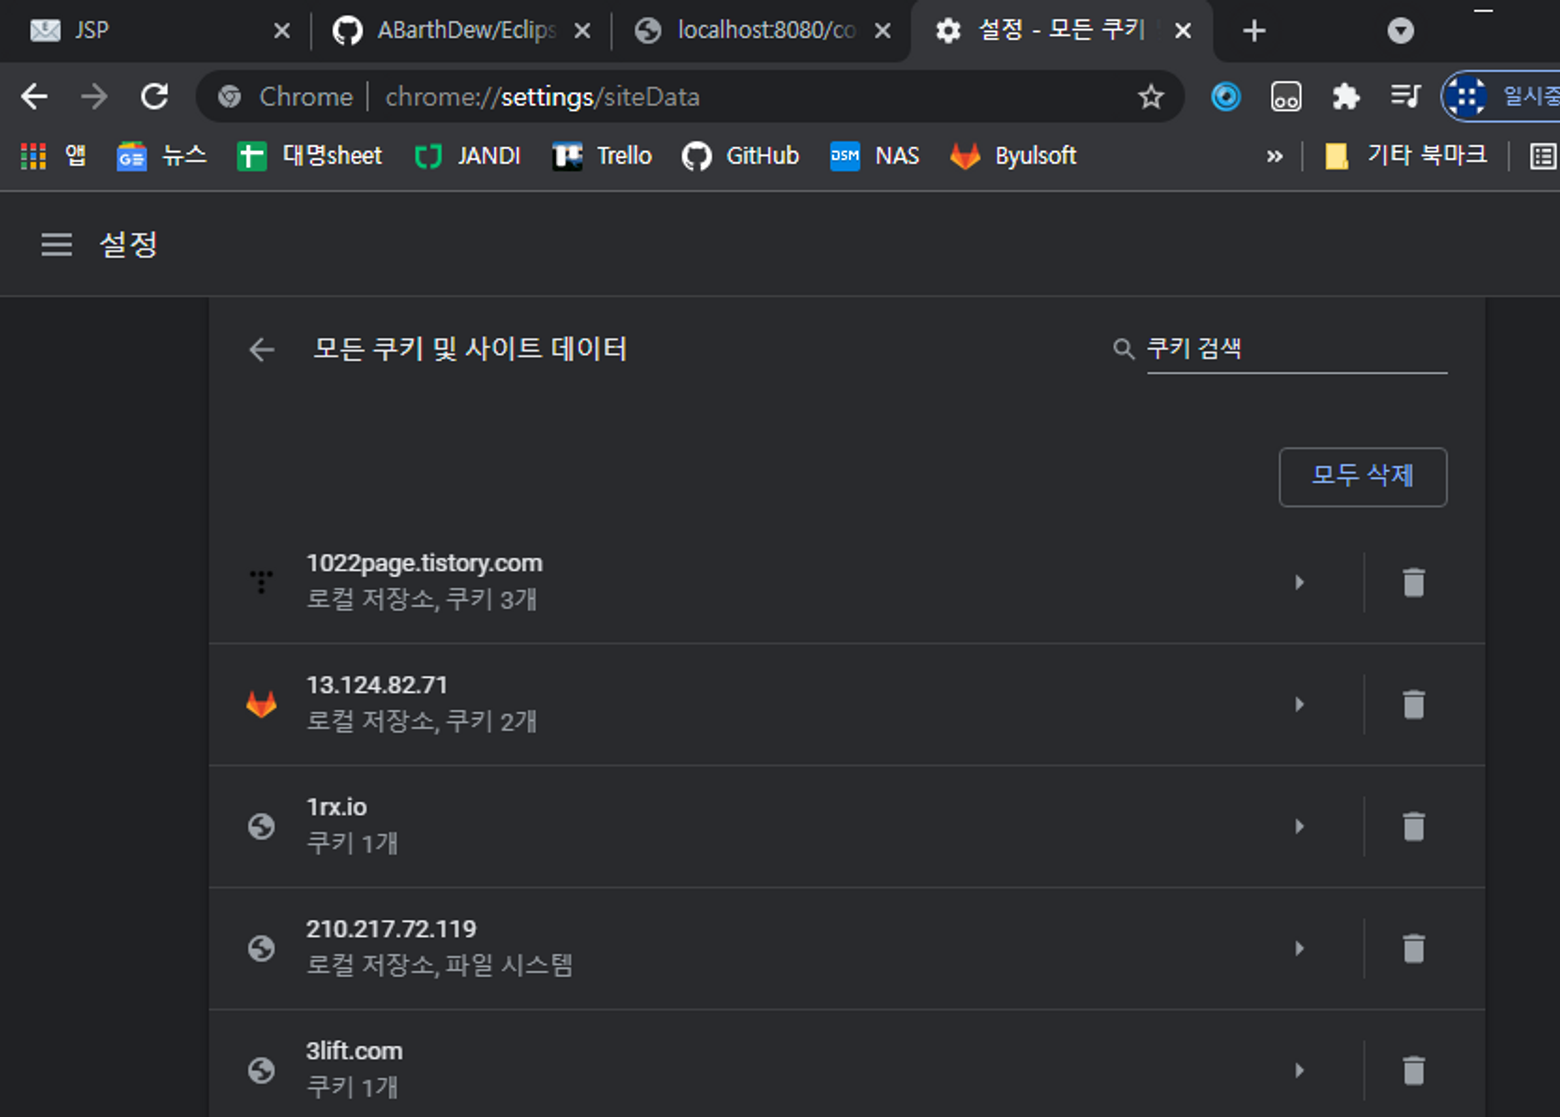 JSP
ABarthDew/Eclips
localhost:8080/co
설정 - 모든 쿠키
Chrome | chrome://settings/siteData
일시중
앱
뉴스
대명sheet
JANDI
Trello
GitHub
DSM NAS
Byulsoft
»
기타 북마크
설정
모든 쿠키 및 사이트 데이터
쿠키 검색
모두 삭제
1022page.tistory.com
로컬 저장소, 쿠키 3개
13.124.82.71
로컬 저장소, 쿠키 2개
1rx.io
쿠키 1개
210.217.72.119
로컬 저장소, 파일 시스템
3lift.com
쿠키 1개